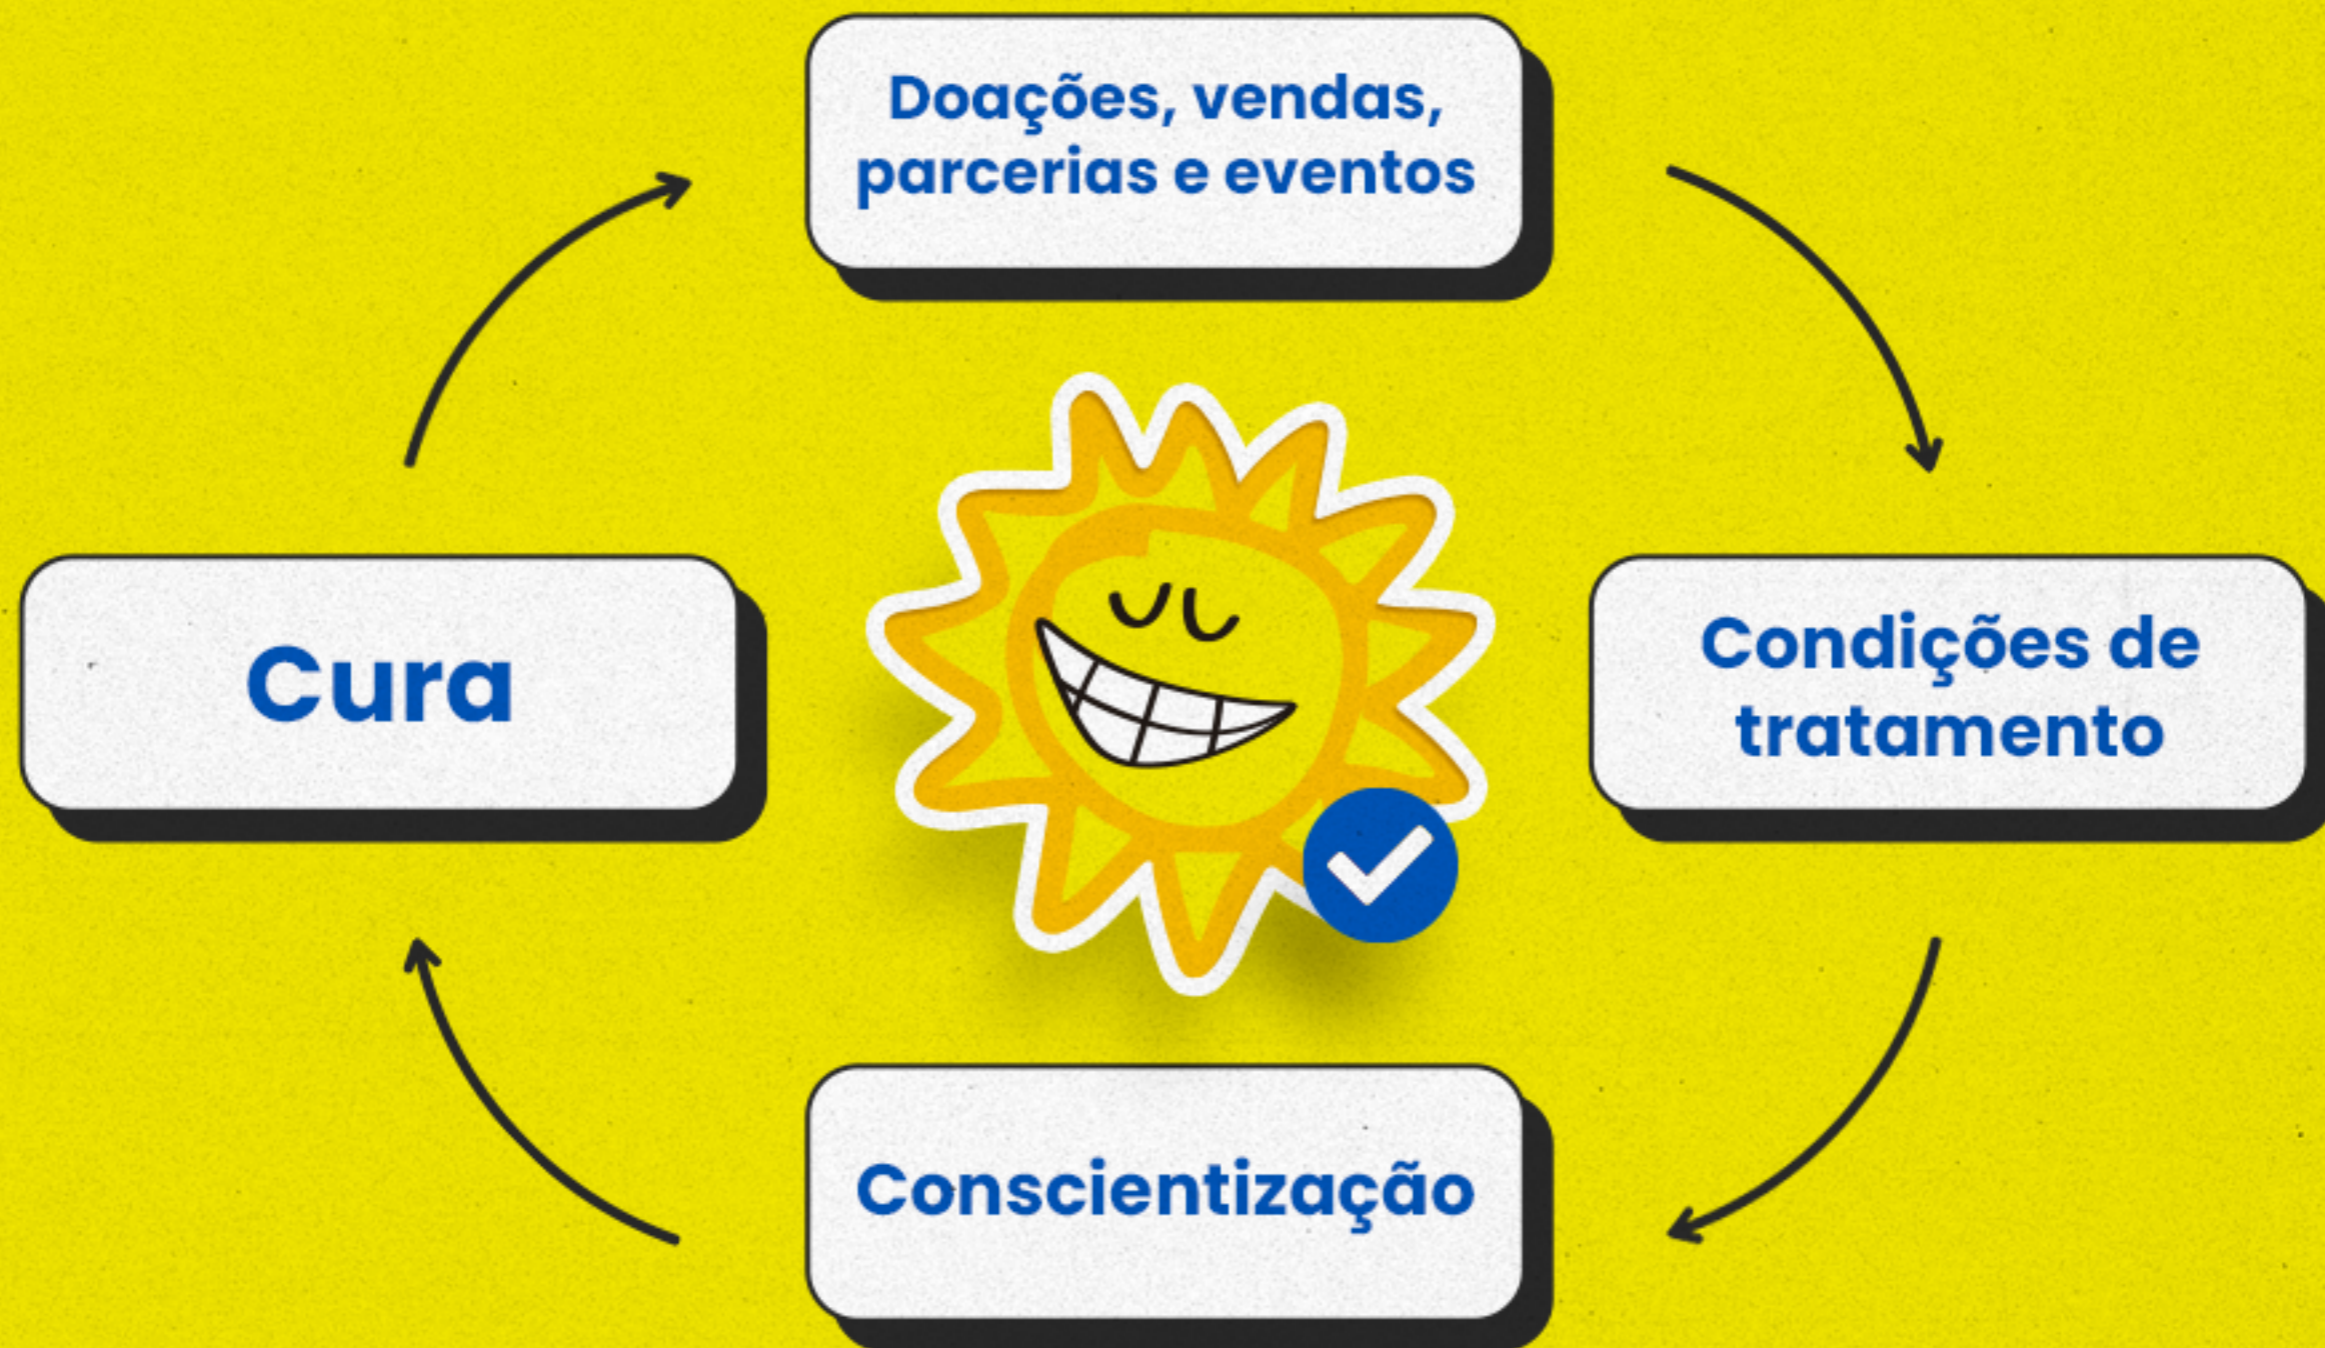 Doações, vendas,
parcerias e eventos
Cura
Condições de
tratamento
Conscientização